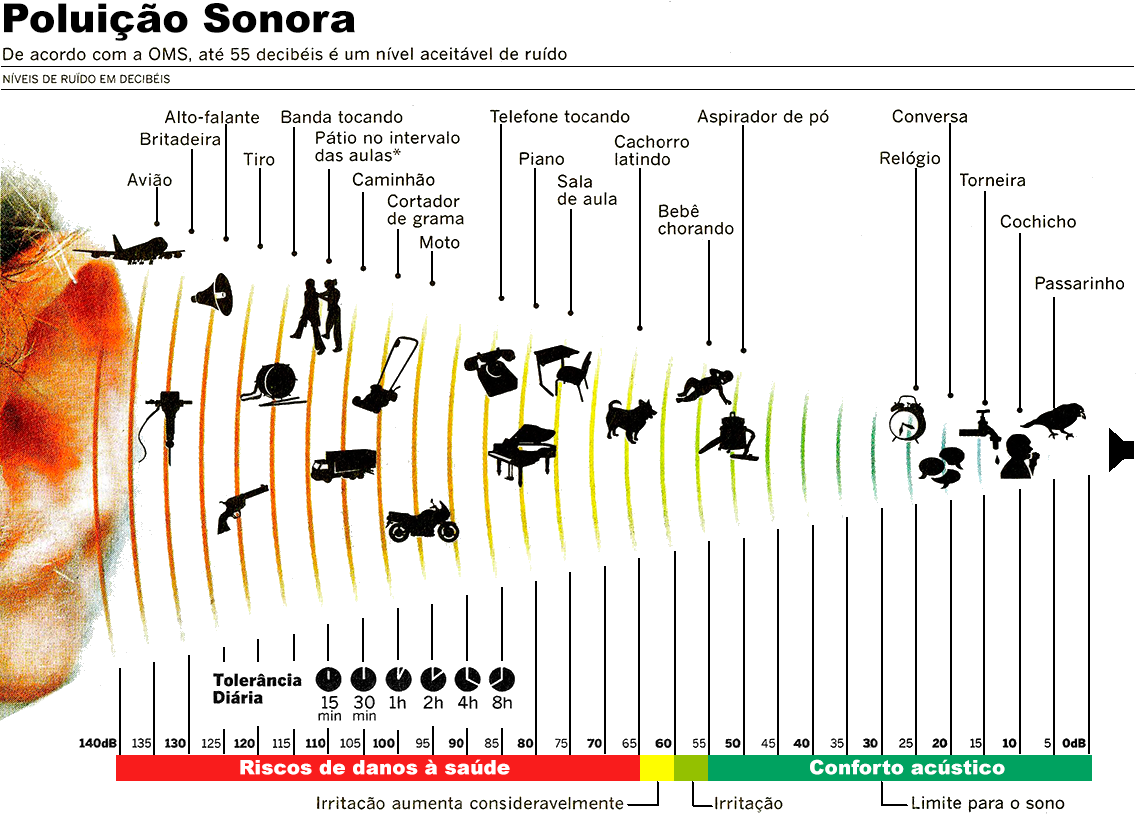 Poluição Sonora
De acordo com a OMS, até 55 decibéis é um nível aceitável de ruído
NÍVEIS DE RUÍDO EM DECIBÉIS
Alto-falante
Banda tocando
Telefone tocando
Aspirador de pó
Conversa
Britadeira
Pátio no intervalo
das aulas*
Cachorro
latindo
Tiro
Piano
Relógio
Avião
Caminhão
Sala
de aula
Torneira
Cortador
de grama
Bebê
chorando
Cochicho
Moto
Passarinho
Tolerância
Diária
15
min
30
min
1h
2h
4h
8h
140dB 135 130 125 120 115 110 105 100 95 90 85 80 75 70 65 60 55 50 45 40 35 30 25 20 15 10 5 0dB
Riscos de danos à saúde
Conforto acústico
Irritacão aumenta consideravelmente
Irritação
Limite para o sono